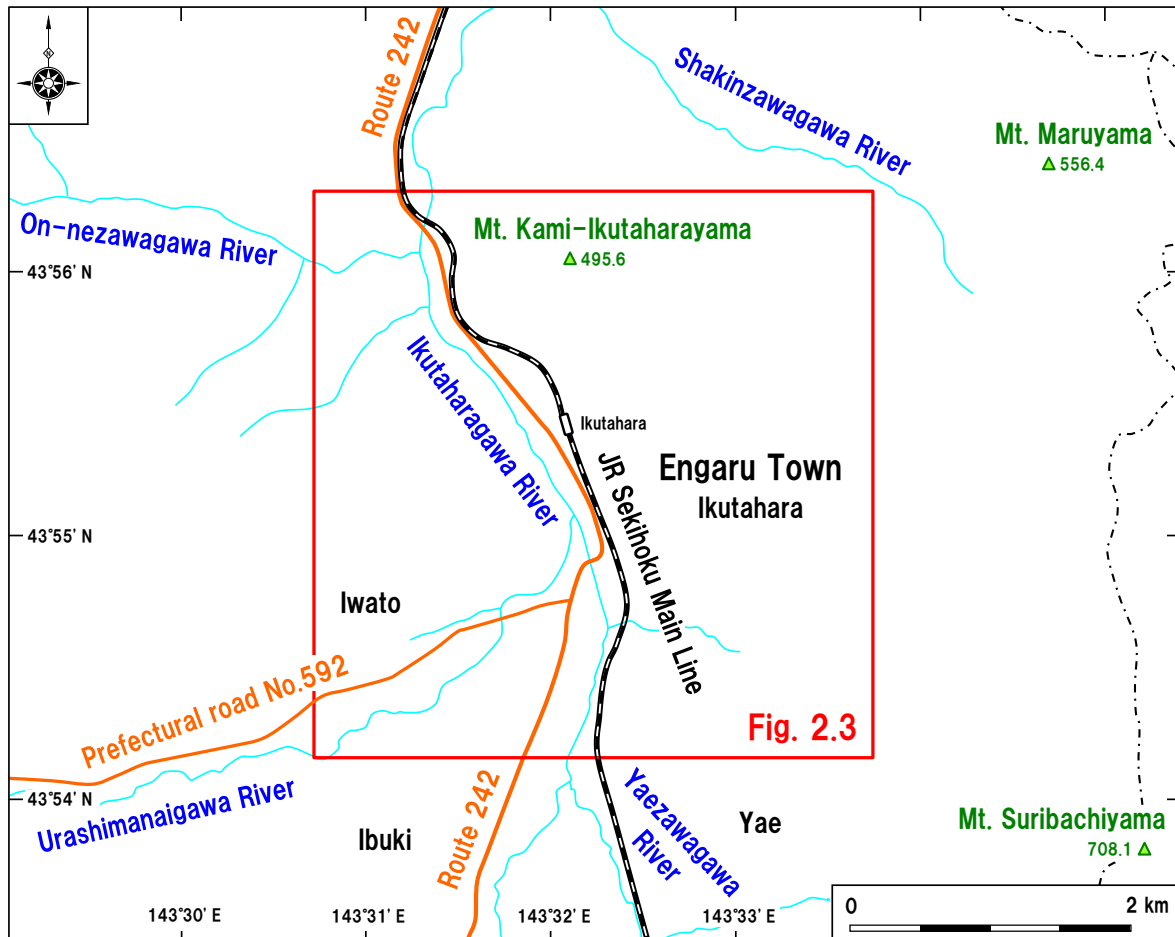 N
Route 242
Shakinzawagawa River
Mt. Maruyama
556.4
On-nezawagawa River
Mt. Kami-Ikutaharayama
495.6
43°56' N
Ikutaharagawa River
Ikutahara
JR Sekihoku Main Line
Engaru Town
Ikutahara
43°55' N
Iwato
Prefectural road No.592
Fig. 2.3
43°54' N
Urashimanaigawa River
Ibuki
Route 242
Yaezawagawa
River
Yae
Mt. Suribachiyama
708.1
143°30' E
143°31' E
143°32' E
143°33' E
0
2 km